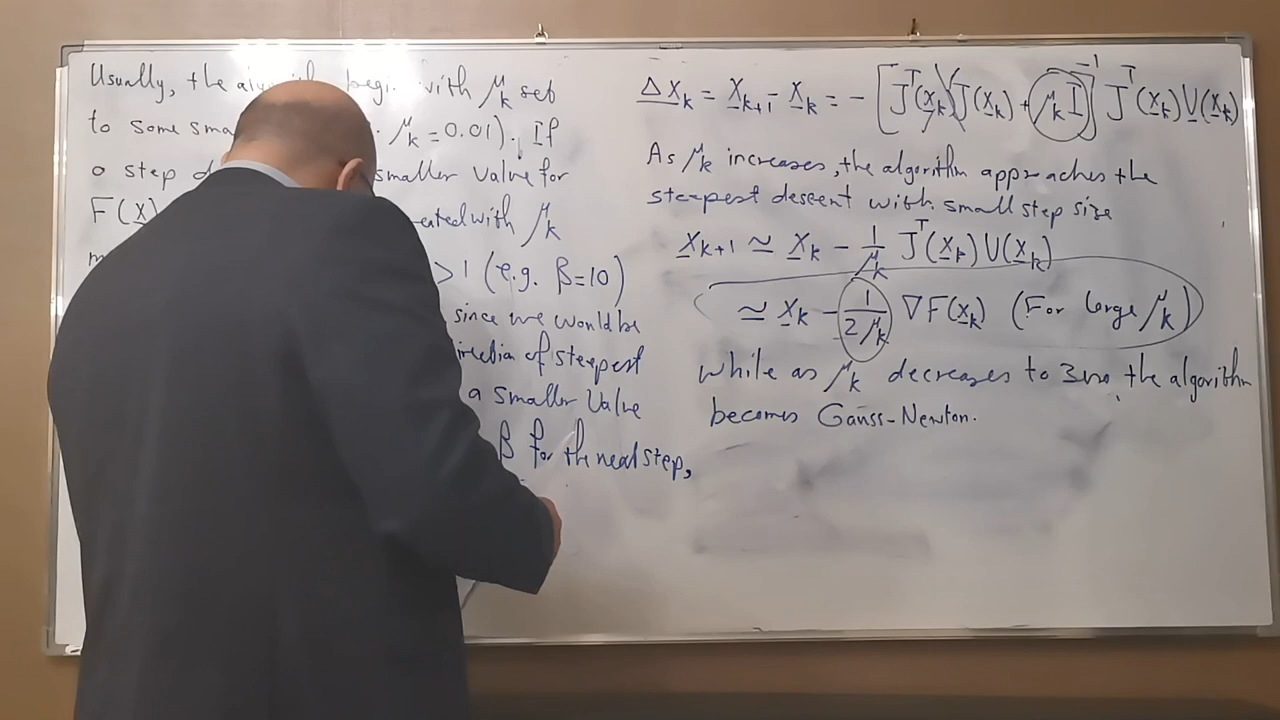 Usually, the begi with μk set
to some sma μk = 0.01). If
a step smaller value for
F(x) eated with μk
> 1 (e.g. β=10)
since we would be
direction of steepest
a smaller Value
β for the next step,
Δxk = xk+1 - xk = - [Jᵀ(xk) J(xk) + μk I]⁻¹ Jᵀ(xk) U(xk)
As μk increases, the algorithm approaches the
steepest descent with small step size
xk+1 ≃ xk - 1/μk Jᵀ(xk) U(xk)
≃ xk - 1/2μk ∇F(xk) (For large μk)
while as μk decreases to zero the algorithm
becomes Gauss-Newton.